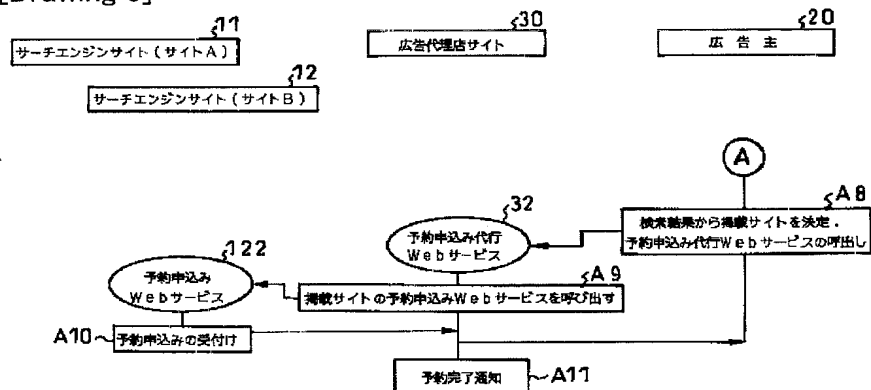 11
サーチエンジンサイト(サイトA)
12
サーチエンジンサイト(サイトB)
30
広告代理店サイト
20
広告主
A
A8
検索結果から掲載サイトを決定.
予約申込み代行Webサービスの呼出し
32
予約申込み代行
Webサービス
122
予約申込み
Webサービス
A9
掲載サイトの予約申込みWebサービスを呼び出す
A10
予約申込みの受付け
予約完了通知
A11